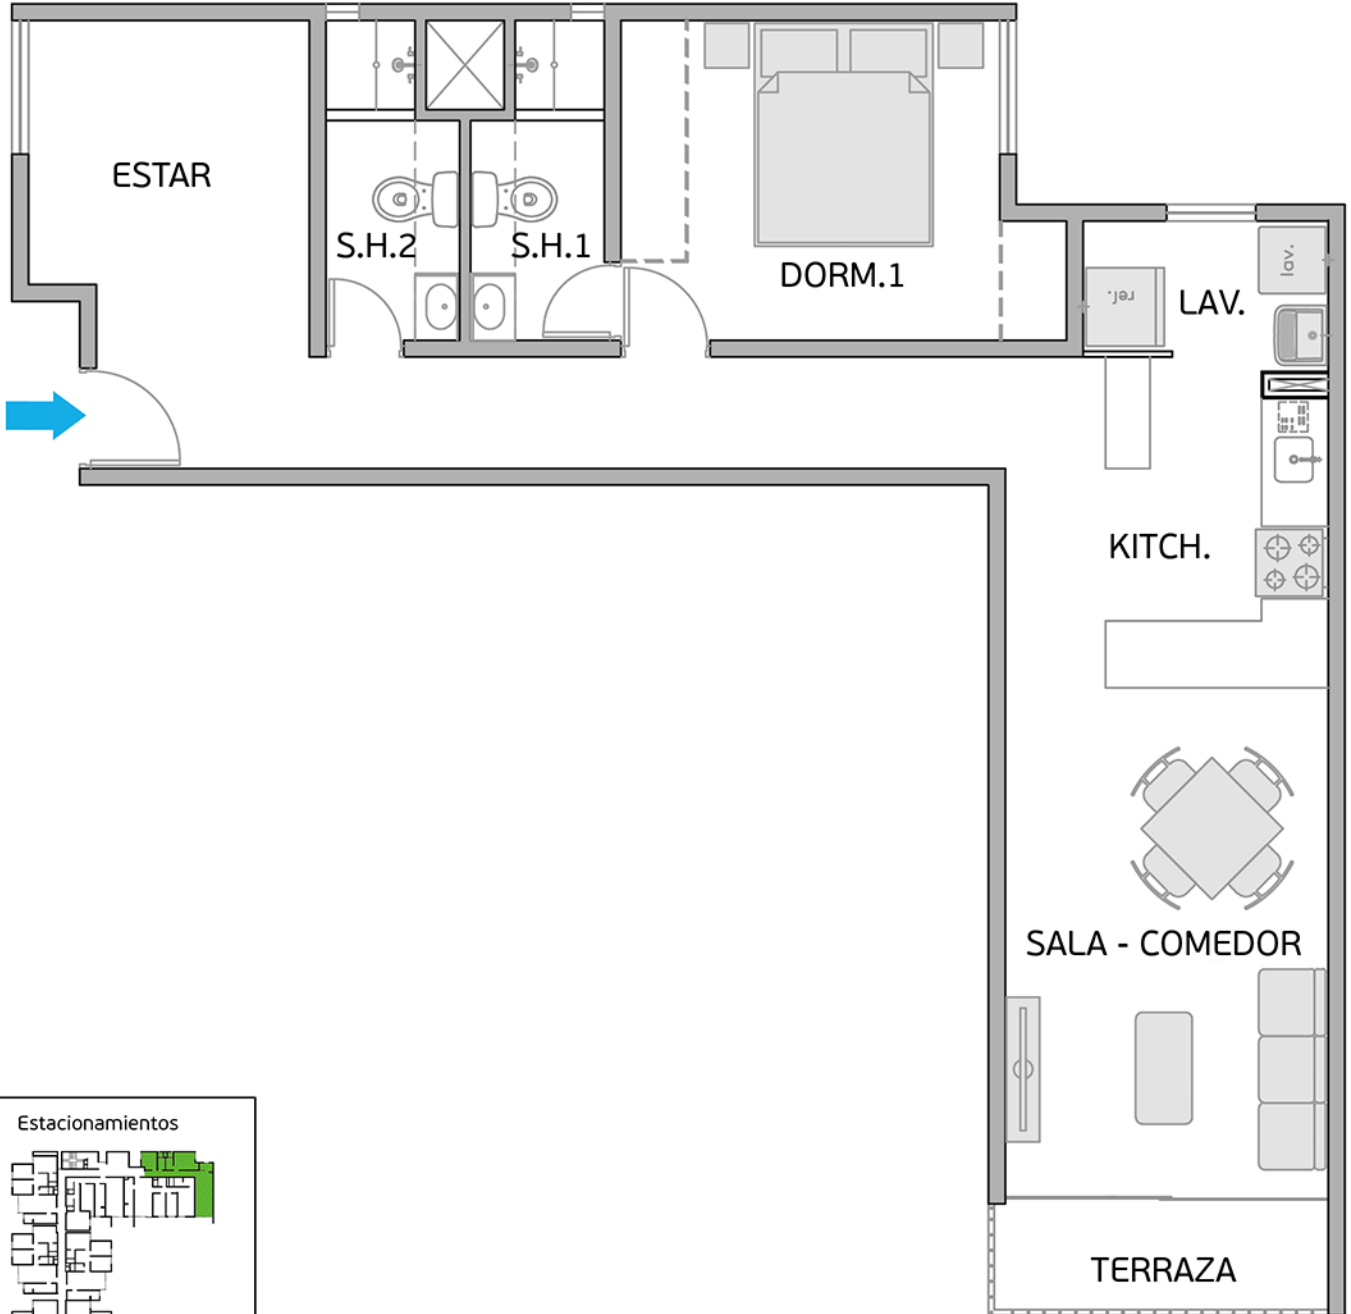 ESTAR
S.H.2
S.H.1
DORM.1
ref.
LAV.
lav.
KITCH.
SALA - COMEDOR
TERRAZA
Estacionamientos